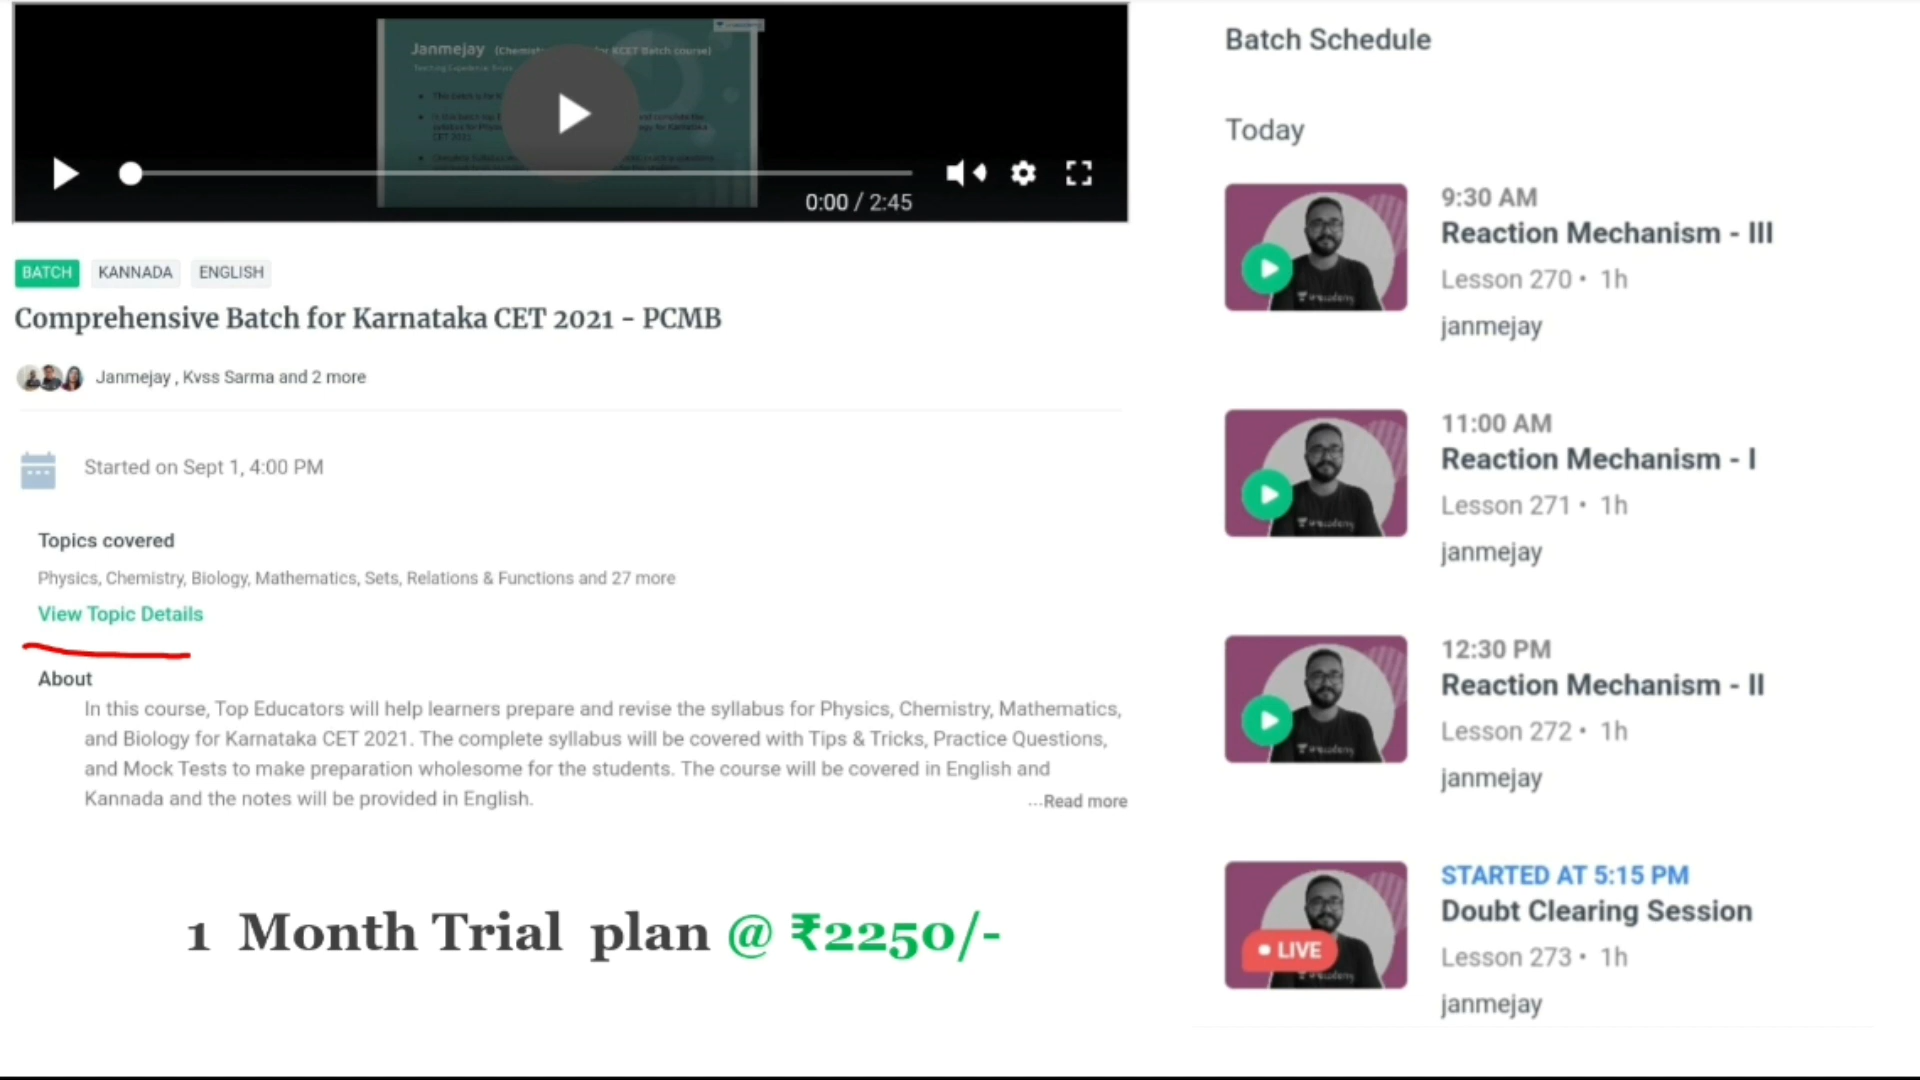 Janmejay
KCET Batch course)
0:00 / 2:45
BATCH KANNADA ENGLISH
Comprehensive Batch for Karnataka CET 2021 - PCMB
Janmejay , Kvss Sarma and 2 more
Started on Sept 1, 4:00 PM
Topics covered
Physics, Chemistry, Biology, Mathematics, Sets, Relations & Functions and 27 more
View Topic Details
About
In this course, Top Educators will help learners prepare and revise the syllabus for Physics, Chemistry, Mathematics,
and Biology for Karnataka CET 2021. The complete syllabus will be covered with Tips & Tricks, Practice Questions,
and Mock Tests to make preparation wholesome for the students. The course will be covered in English and
Kannada and the notes will be provided in English.
...Read more
1 Month Trial plan @ ₹2250/-
Batch Schedule
Today
9:30 AM
Reaction Mechanism - III
Lesson 270 • 1h
janmejay
11:00 AM
Reaction Mechanism - I
Lesson 271 • 1h
janmejay
12:30 PM
Reaction Mechanism - II
Lesson 272 • 1h
janmejay
STARTED AT 5:15 PM
Doubt Clearing Session
LIVE
Lesson 273 • 1h
janmejay